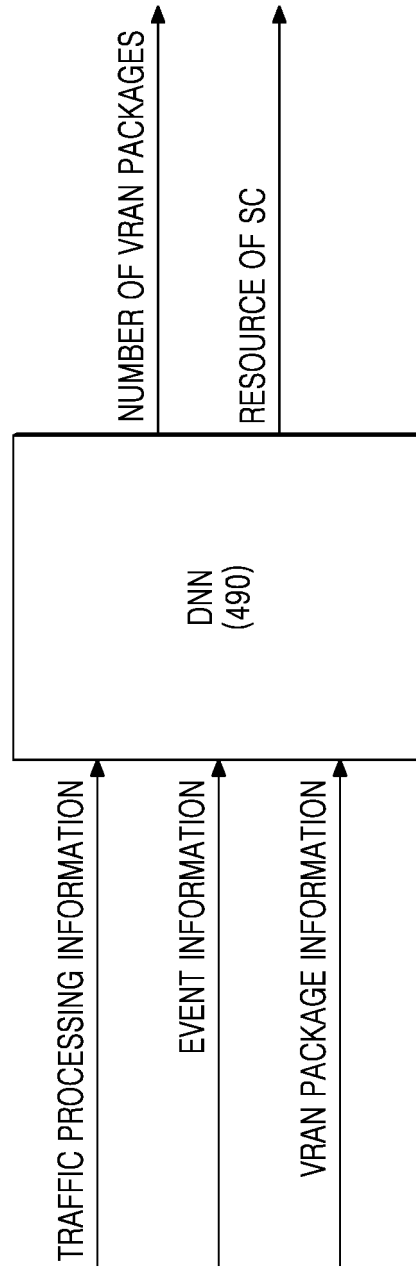 TRAFFIC PROCESSING INFORMATION
EVENT INFORMATION
VRAN PACKAGE INFORMATION
DNN
(490)
NUMBER OF VRAN PACKAGES
RESOURCE OF SC